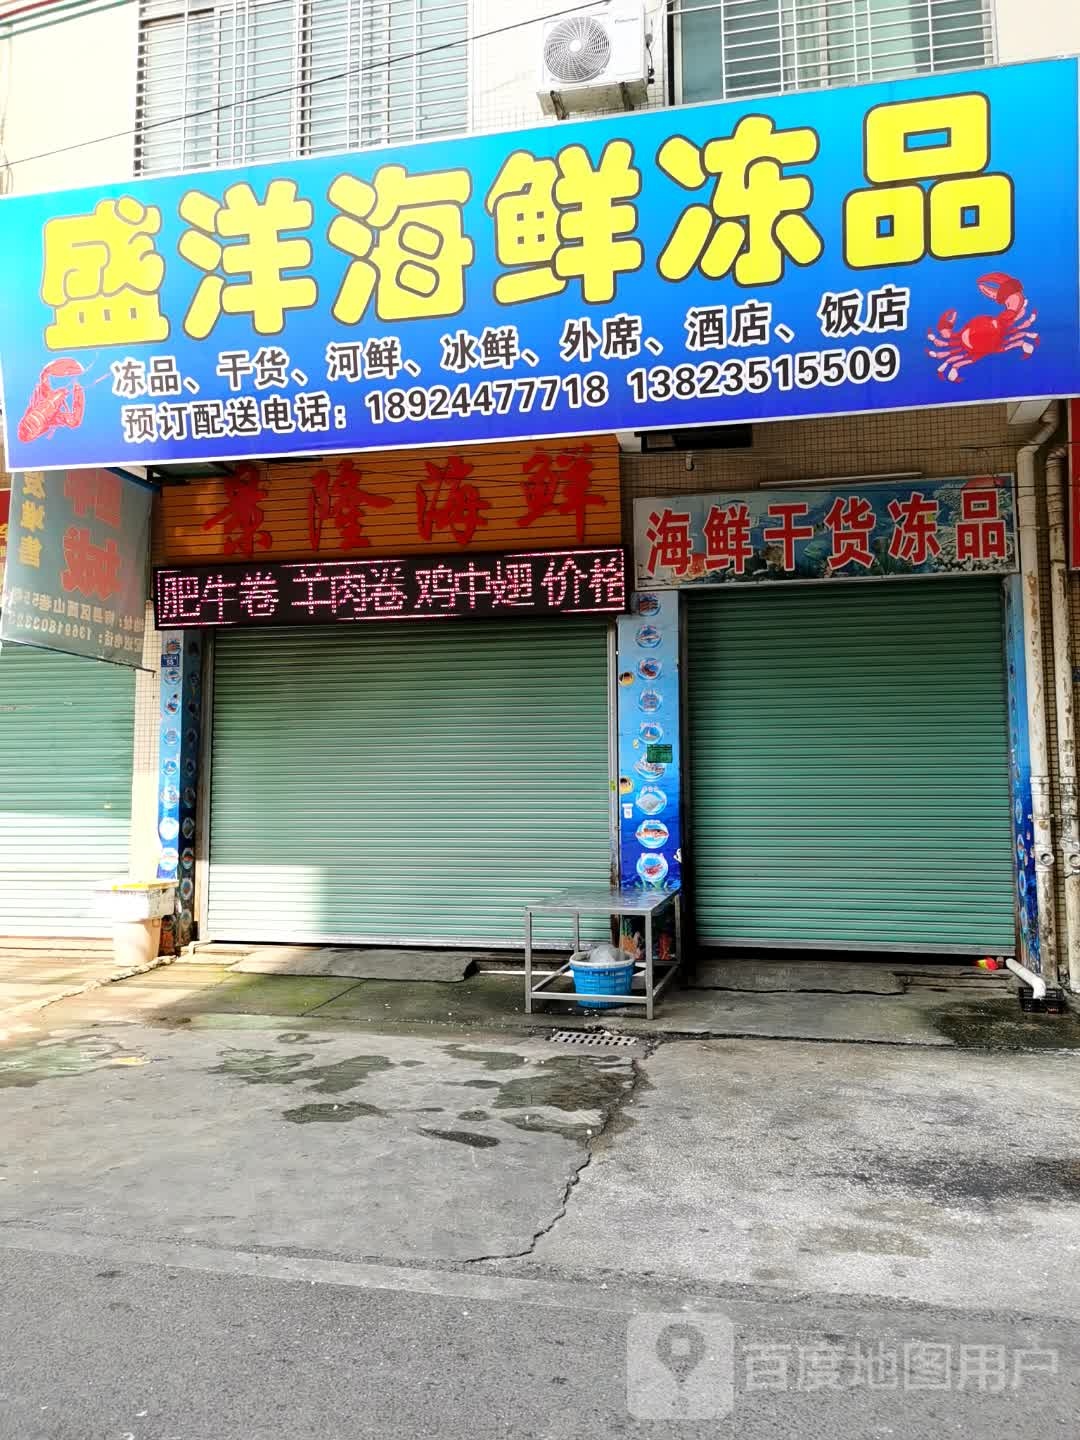 盛洋海鲜冻品
冻品、干货、河鲜、冰鲜、外席、酒店、饭店
预订配送电话：18924477718 13823515509
景隆海鲜
海鲜干货冻品
肥牛卷 羊肉卷 鸡中翅 价格
百度地图用户